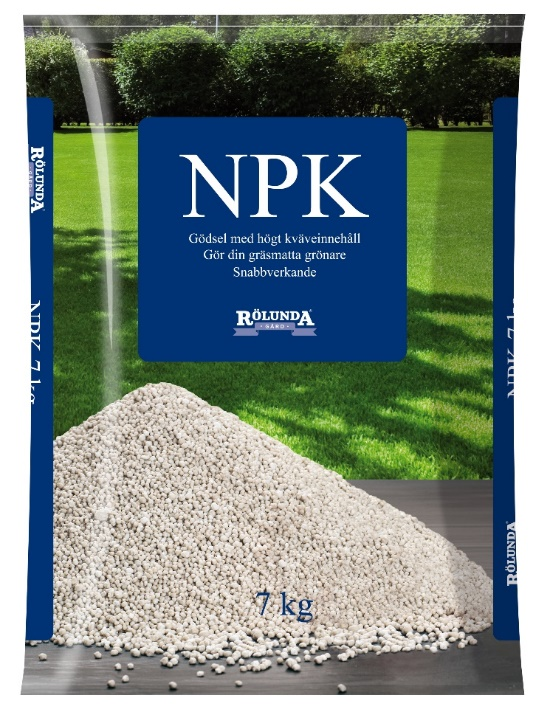 NPK
Gödsel med högt kväveinnehåll
Gör din gräsmatta grönare
Snabbverkande
RÖLUNDA
GÅRD
7 kg
RÖLUNDA
GÅRD
NPK 7 kg
NPK 7 kg
RÖLUNDA